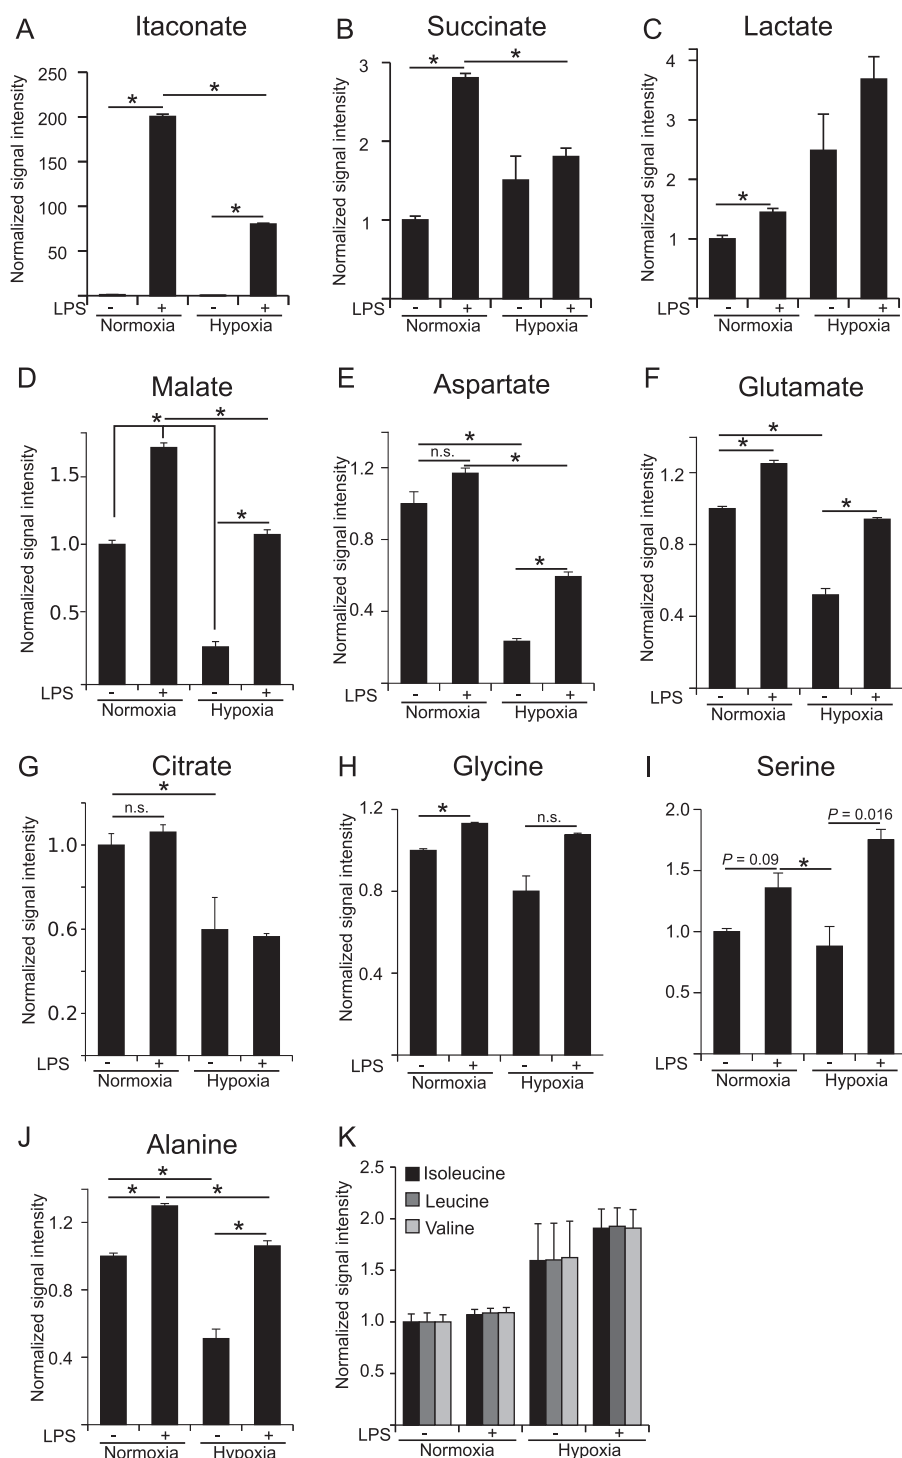 A Itaconate
Normalized signal intensity
250
200
150
100
50
* * *
LPS - + - +
Normoxia Hypoxia
B Succinate
Normalized signal intensity
3
2
1
* *
LPS - + - +
Normoxia Hypoxia
C Lactate
Normalized signal intensity
4
3
2
1
*
LPS - + - +
Normoxia Hypoxia
D Malate
Normalized signal intensity
1.5
1.0
0.5
* * *
LPS - + - +
Normoxia Hypoxia
E Aspartate
Normalized signal intensity
1.2
0.8
0.4
* n.s. * *
LPS - + - +
Normoxia Hypoxia
F Glutamate
Normalized signal intensity
1.2
0.8
0.4
* * *
LPS - + - +
Normoxia Hypoxia
G Citrate
Normalized signal intensity
1.0
0.6
0.2
* n.s.
LPS - + - +
Normoxia Hypoxia
H Glycine
Normalized signal intensity
1.2
0.8
0.4
* n.s.
LPS - + - +
Normoxia Hypoxia
I Serine
Normalized signal intensity
2.0
1.5
1.0
0.5
P = 0.09 * P = 0.016
LPS - + - +
Normoxia Hypoxia
J Alanine
Normalized signal intensity
1.2
0.8
0.4
* * * *
LPS - + - +
Normoxia Hypoxia
K
Normalized signal intensity
2.5
2.0
1.5
1.0
0.5
Isoleucine
Leucine
Valine
LPS - + - +
Normoxia Hypoxia